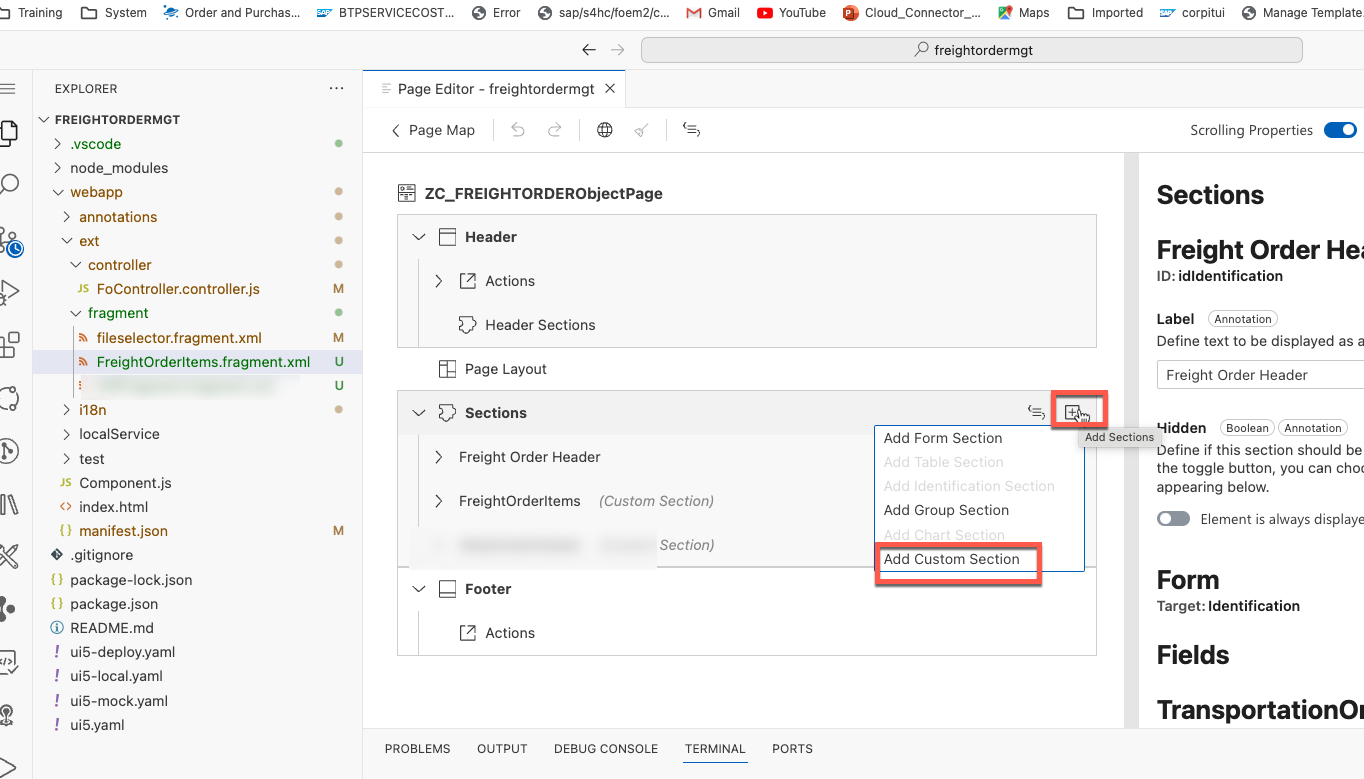 Training System Order and Purchas... BTPSERVICECOST... Error sap/s4hc/foem2/c... Gmail YouTube Cloud_Connector_... Maps Imported corpitui Manage Template
freightordermgt
EXPLORER ...
Page Editor - freightordermgt
FREIGHTORDERMGT
Page Map
Scrolling Properties
.vscode
node_modules
webapp
annotations
ext
controller
JS FoController.controller.js M
fragment
fileselector.fragment.xml M
FreightOrderItems.fragment.xml U
U
i18n
localService
test
JS Component.js
<> index.html
{} manifest.json M
.gitignore
{} package-lock.json
{} package.json
README.md
! ui5-deploy.yaml
! ui5-local.yaml
! ui5-mock.yaml
! ui5.yaml
ZC_FREIGHTORDERObjectPage
Header
Actions
Header Sections
Page Layout
Sections
Freight Order Header
FreightOrderItems (Custom Section)
Section)
Footer
Actions
Add Sections
Add Form Section
Add Table Section
Add Identification Section
Add Group Section
Add Chart Section
Add Custom Section
Sections
Freight Order Hea
ID: idIdentification
Label Annotation
Define text to be displayed as a
Freight Order Header
Hidden Boolean Annotation
Define if this section should be
the toggle button, you can choo
appearing below.
Element is always displaye
Form
Target: Identification
Fields
TransportationOr
PROBLEMS OUTPUT DEBUG CONSOLE TERMINAL PORTS